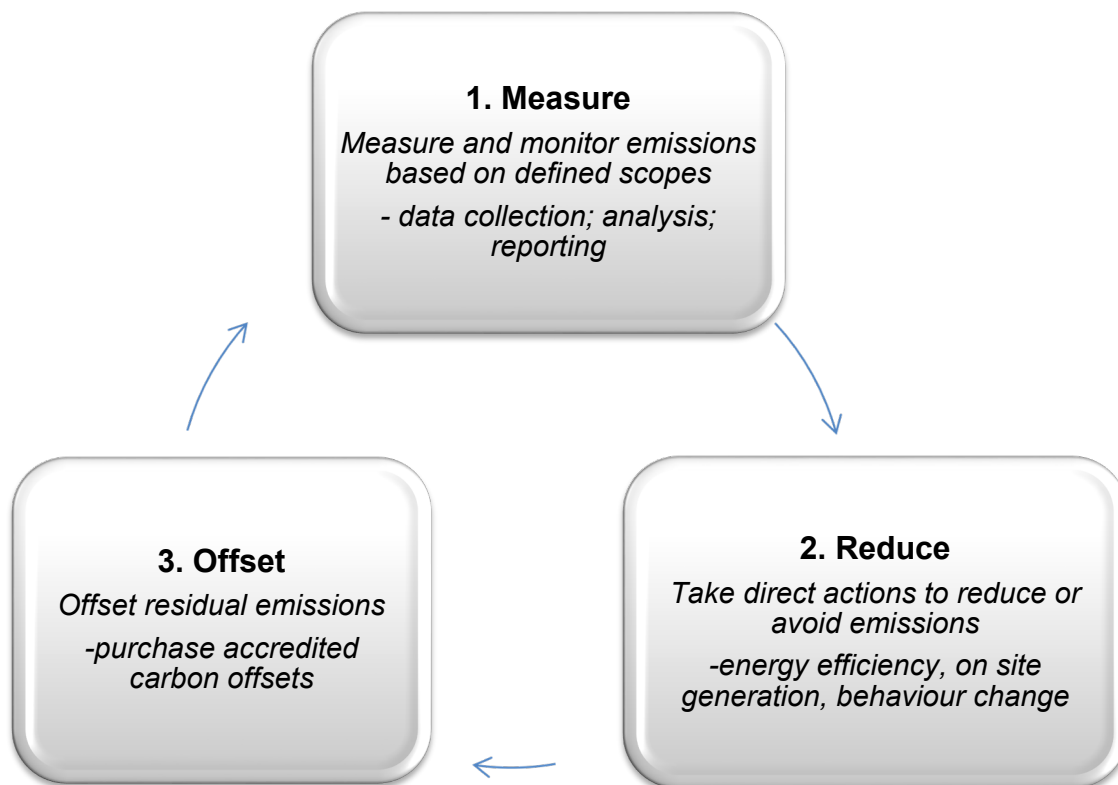 1. Measure
Measure and monitor emissions
based on defined scopes
- data collection; analysis;
reporting
2. Reduce
Take direct actions to reduce or
avoid emissions
-energy efficiency, on site
generation, behaviour change
3. Offset
Offset residual emissions
-purchase accredited
carbon offsets